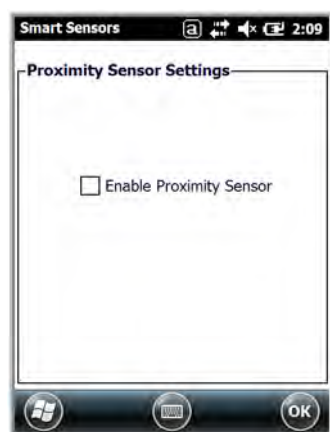 Smart Sensors a 2:09
Proximity Sensor Settings
Enable Proximity Sensor
OK